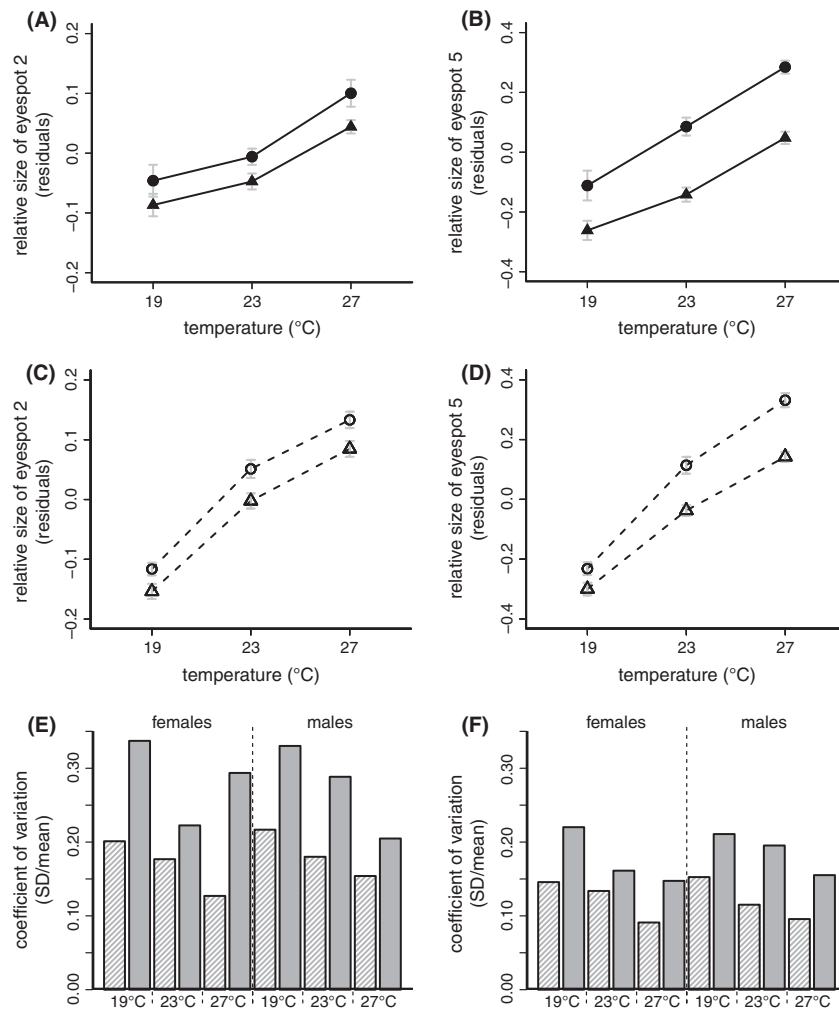 (A)
relative size of eyespot 2
(residuals)
0.2
0.1
0.0
−0.1
−0.2
19
23
27
temperature (°C)
(B)
relative size of eyespot 5
(residuals)
0.4
0.2
0.0
−0.2
−0.4
19
23
27
temperature (°C)
(C)
relative size of eyespot 2
(residuals)
0.2
0.1
0.0
−0.1
−0.2
19
23
27
temperature (°C)
(D)
relative size of eyespot 5
(residuals)
0.4
0.2
0.0
−0.2
−0.4
19
23
27
temperature (°C)
(E)
females
males
coefficient of variation
(SD/mean)
0.30
0.20
0.10
0.00
19°C
23°C
27°C
19°C
23°C
27°C
(F)
females
males
coefficient of variation
(SD/mean)
0.30
0.20
0.10
0.00
19°C
23°C
27°C
19°C
23°C
27°C